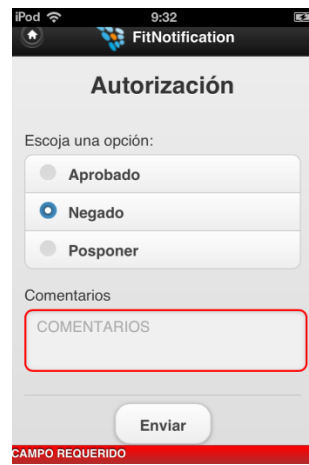 iPod 9:32
FitNotification
Autorización
Escoja una opción:
Aprobado
Negado
Posponer
Comentarios
COMENTARIOS
Enviar
CAMPO REQUERIDO